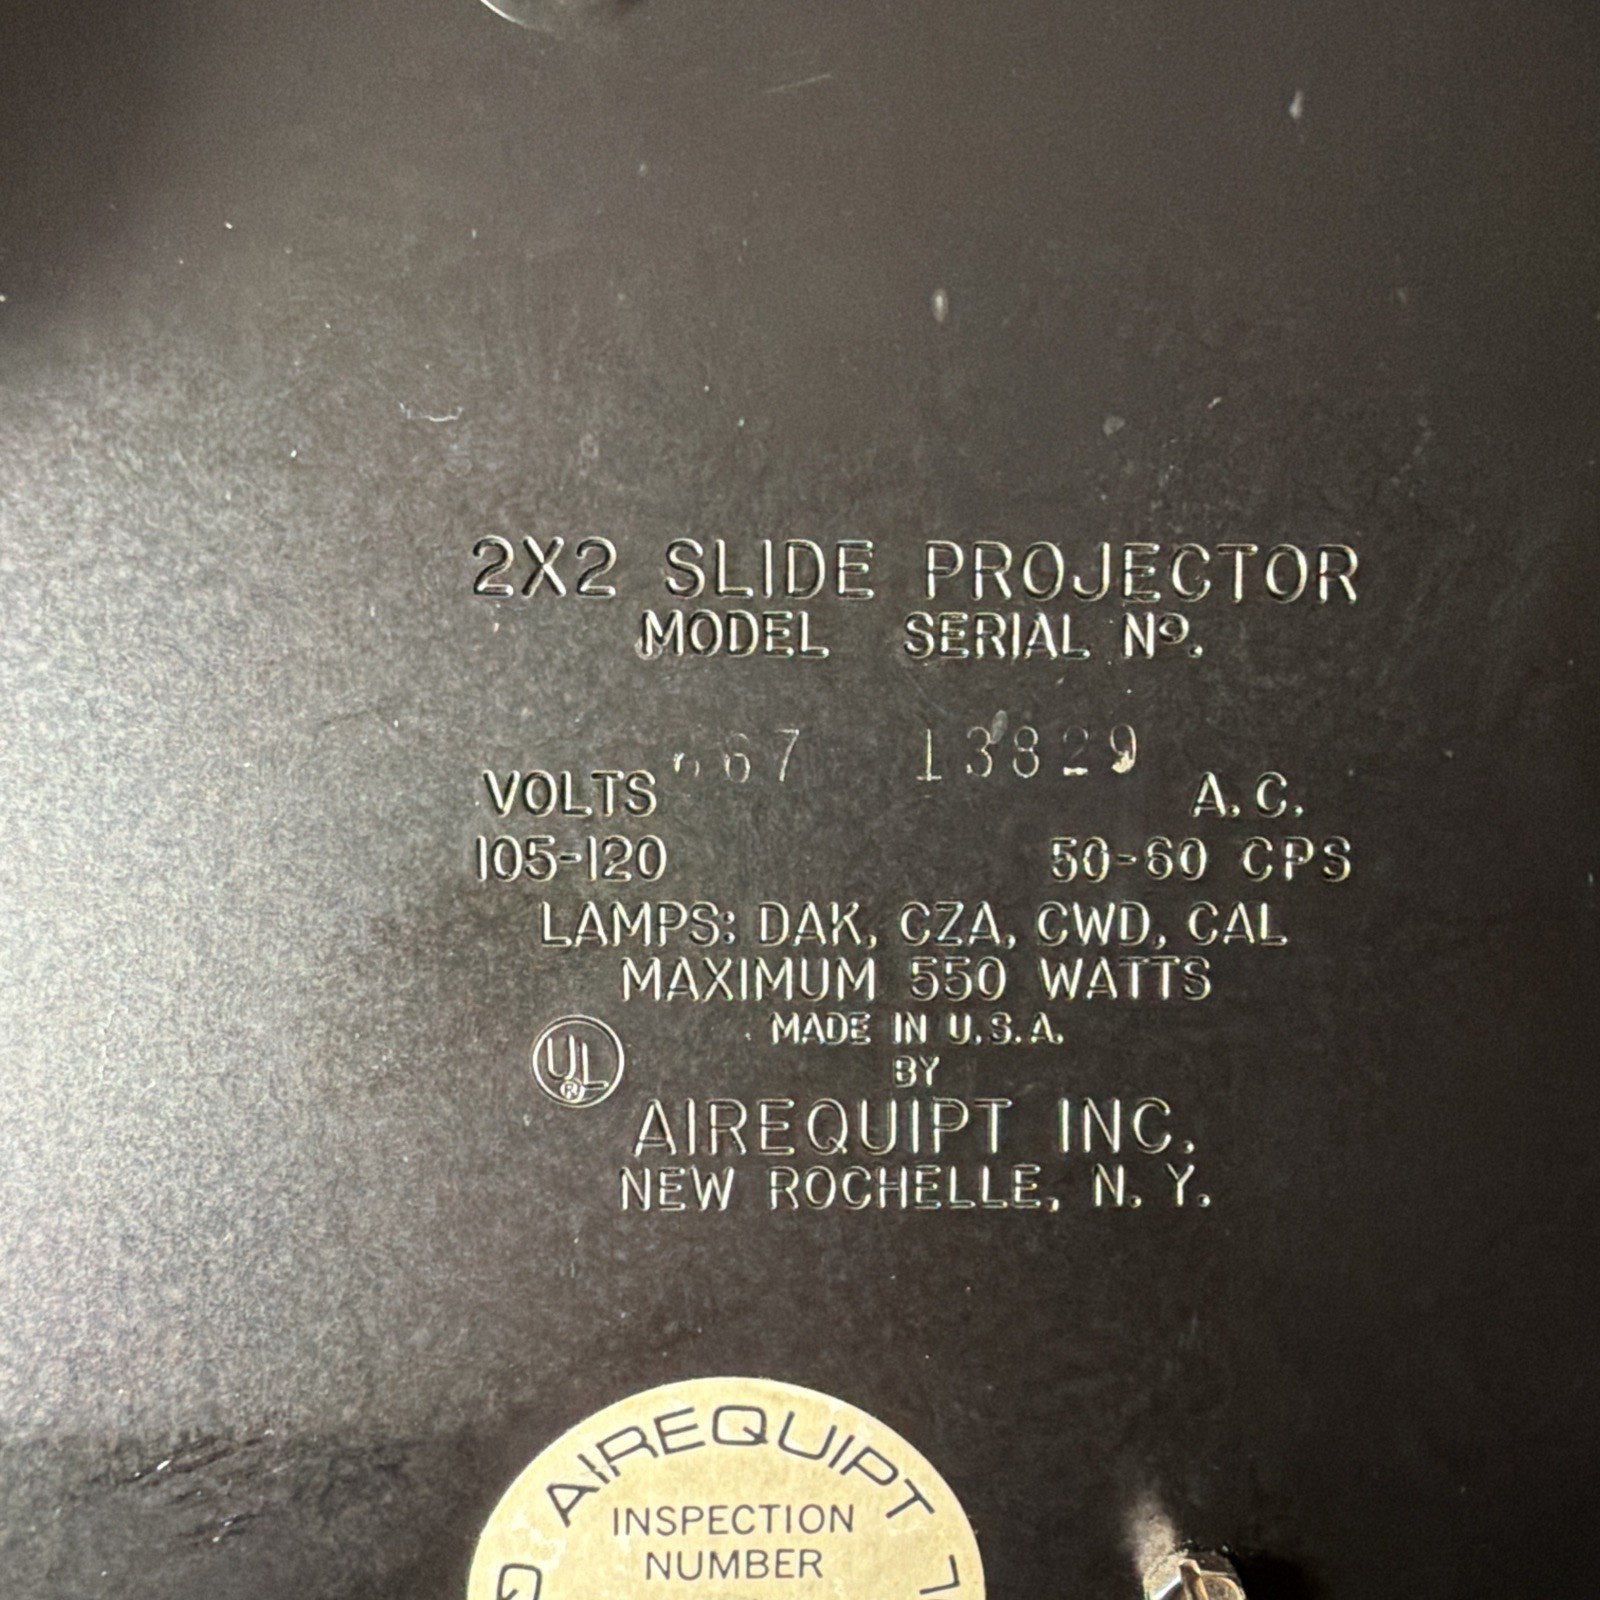 2X2 SLIDE PROJECTOR
MODEL SERIAL Nº.
13829
VOLTS A.C.
105-120 50-60 CPS
LAMPS: DAK, CZA, CWD, CAL
MAXIMUM 550 WATTS
MADE IN U.S.A.
BY
UL
®
AIREQUIPT INC.
NEW ROCHELLE, N.Y.
AIREQUIPT
INSPECTION
NUMBER